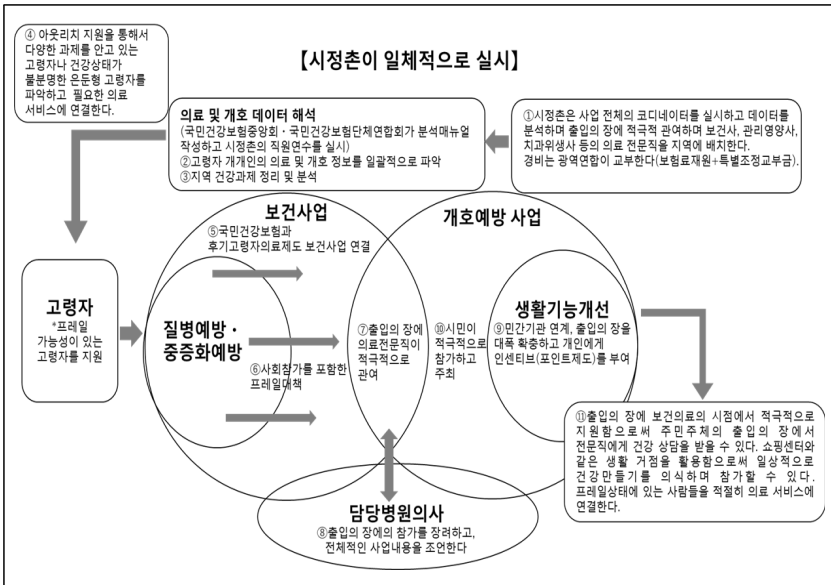 ④ 아웃리치 지원을 통해서
다양한 과제를 안고 있는
고령자나 건강상태가
불분명한 은둔형 고령자를
파악하고 필요한 의료
서비스에 연결한다.
【시정촌이 일체적으로 실시】
의료 및 개호 데이터 해석
(국민건강보험중앙회・국민건강보험단체연합회가 분석매뉴얼
작성하고 시정촌의 직원연수를 실시)
②고령자 개개인의 의료 및 개호 정보를 일괄적으로 파악
③지역 건강과제 정리 및 분석
①시정촌은 사업 전체의 코디네이터를 실시하고 데이터를
분석하며 출입의 장에 적극적 관여하며 보건사, 관리영양사,
치과위생사 등의 의료 전문직을 지역에 배치한다.
경비는 광역연합이 교부한다(보험료재원+특별조정교부금).
보건사업
⑤국민건강보험과
후기고령자의료제도 보건사업 연결
개호예방 사업
고령자
*프레일
가능성이 있는
고령자를 지원
질병예방・
중증화예방
⑥사회참가를 포함한
프레일대책
⑦출입의 장에
의료전문직이
적극적으로
관여
⑩시민이
적극적으로
참가하고
주최
생활기능개선
⑨민간기관 연계, 출입의 장을
대폭 확충하고 개인에게
인센티브(포인트제도)를 부여
⑪출입의 장에 보건의료의 시점에서 적극적으로
지원함으로써 주민주체의 출입의 장에서
전문직에게 건강 상담을 받을 수 있다. 쇼핑센터와
같은 생활 거점을 활용함으로써 일상적으로
건강만들기를 의식하며 참가할 수 있다.
프레일상태에 있는 사람들을 적절히 의료 서비스에
연결한다.
담당병원의사
⑧출입의 장에의 참가를 장려하고,
전체적인 사업내용을 조언한다